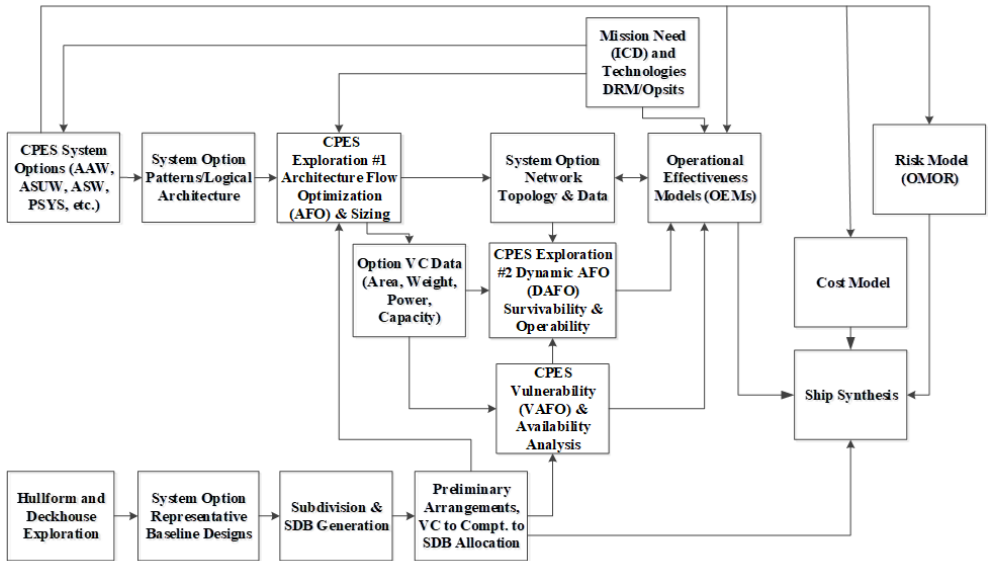 Mission Need
(ICD) and
Technologies
DRM/Opsits
CPES System
Options (AAW,
ASUW, ASW,
PSYS, etc.)
System Option
Patterns/Logical
Architecture
CPES
Exploration #1
Architecture Flow
Optimization
(AFO) & Sizing
System Option
Network
Topology & Data
Operational
Effectiveness
Models (OEMs)
Risk Model
(OMOR)
Option VC Data
(Area, Weight,
Power,
Capacity)
CPES Exploration
#2 Dynamic AFO
(DAFO)
Survivability &
Operability
Cost Model
CPES
Vulnerability
(VAFO) &
Availability
Analysis
Ship Synthesis
Hullform and
Deckhouse
Exploration
System Option
Representative
Baseline Designs
Subdivision &
SDB Generation
Preliminary
Arrangements,
VC to Compt. to
SDB Allocation